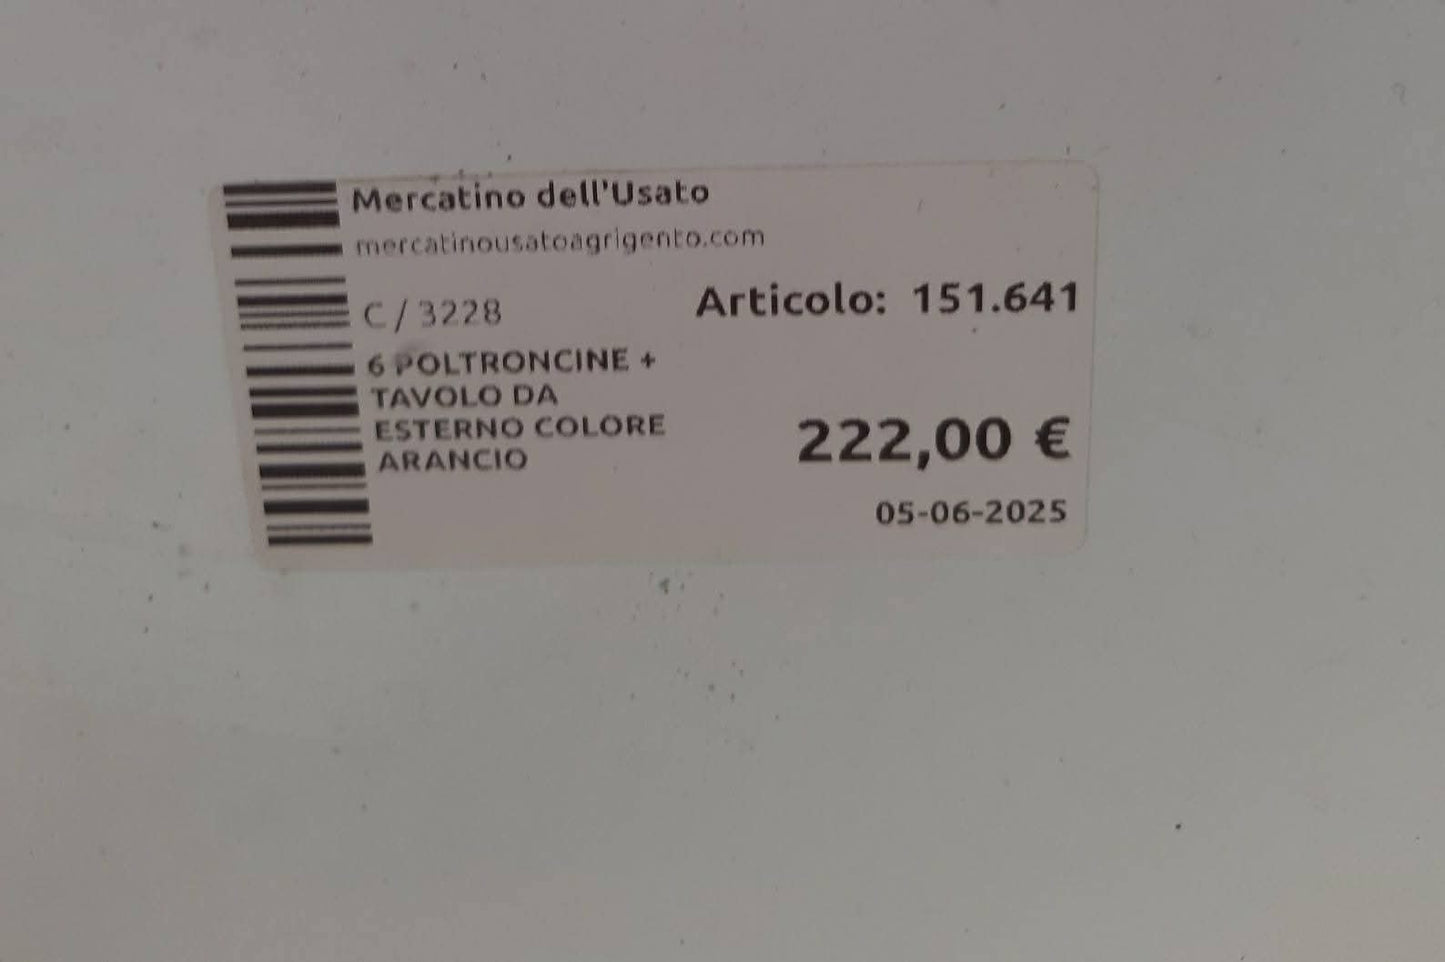 Mercatino dell'Usato
mercatinousatoagrigento.com
C / 3228
Articolo: 151.641
6 POLTRONCINE +
TAVOLO DA
ESTERNO COLORE
ARANCIO
222,00 €
05-06-2025